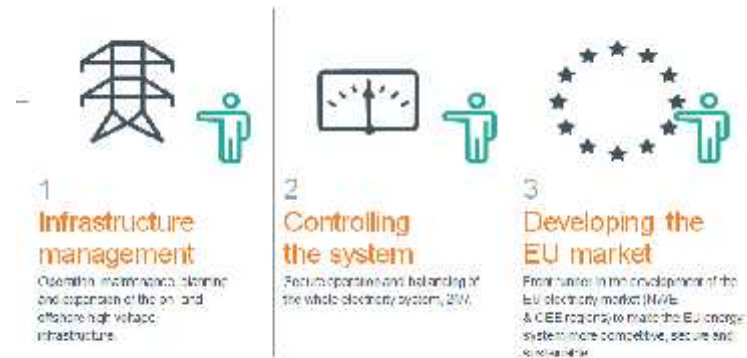 1
Infrastructure
management
Operation, maintenance, planning
and expansion of the on- and
offshore high-voltage
infrastructure.
2
Controlling
the system
Secure operation and balancing of
the whole electricity system, 24/7.
3
Developing the
EU market
Front runner in the development of the
EU electricity market (NWE
& CEE regions) to make the EU energy
system more competitive, secure and
sustainable